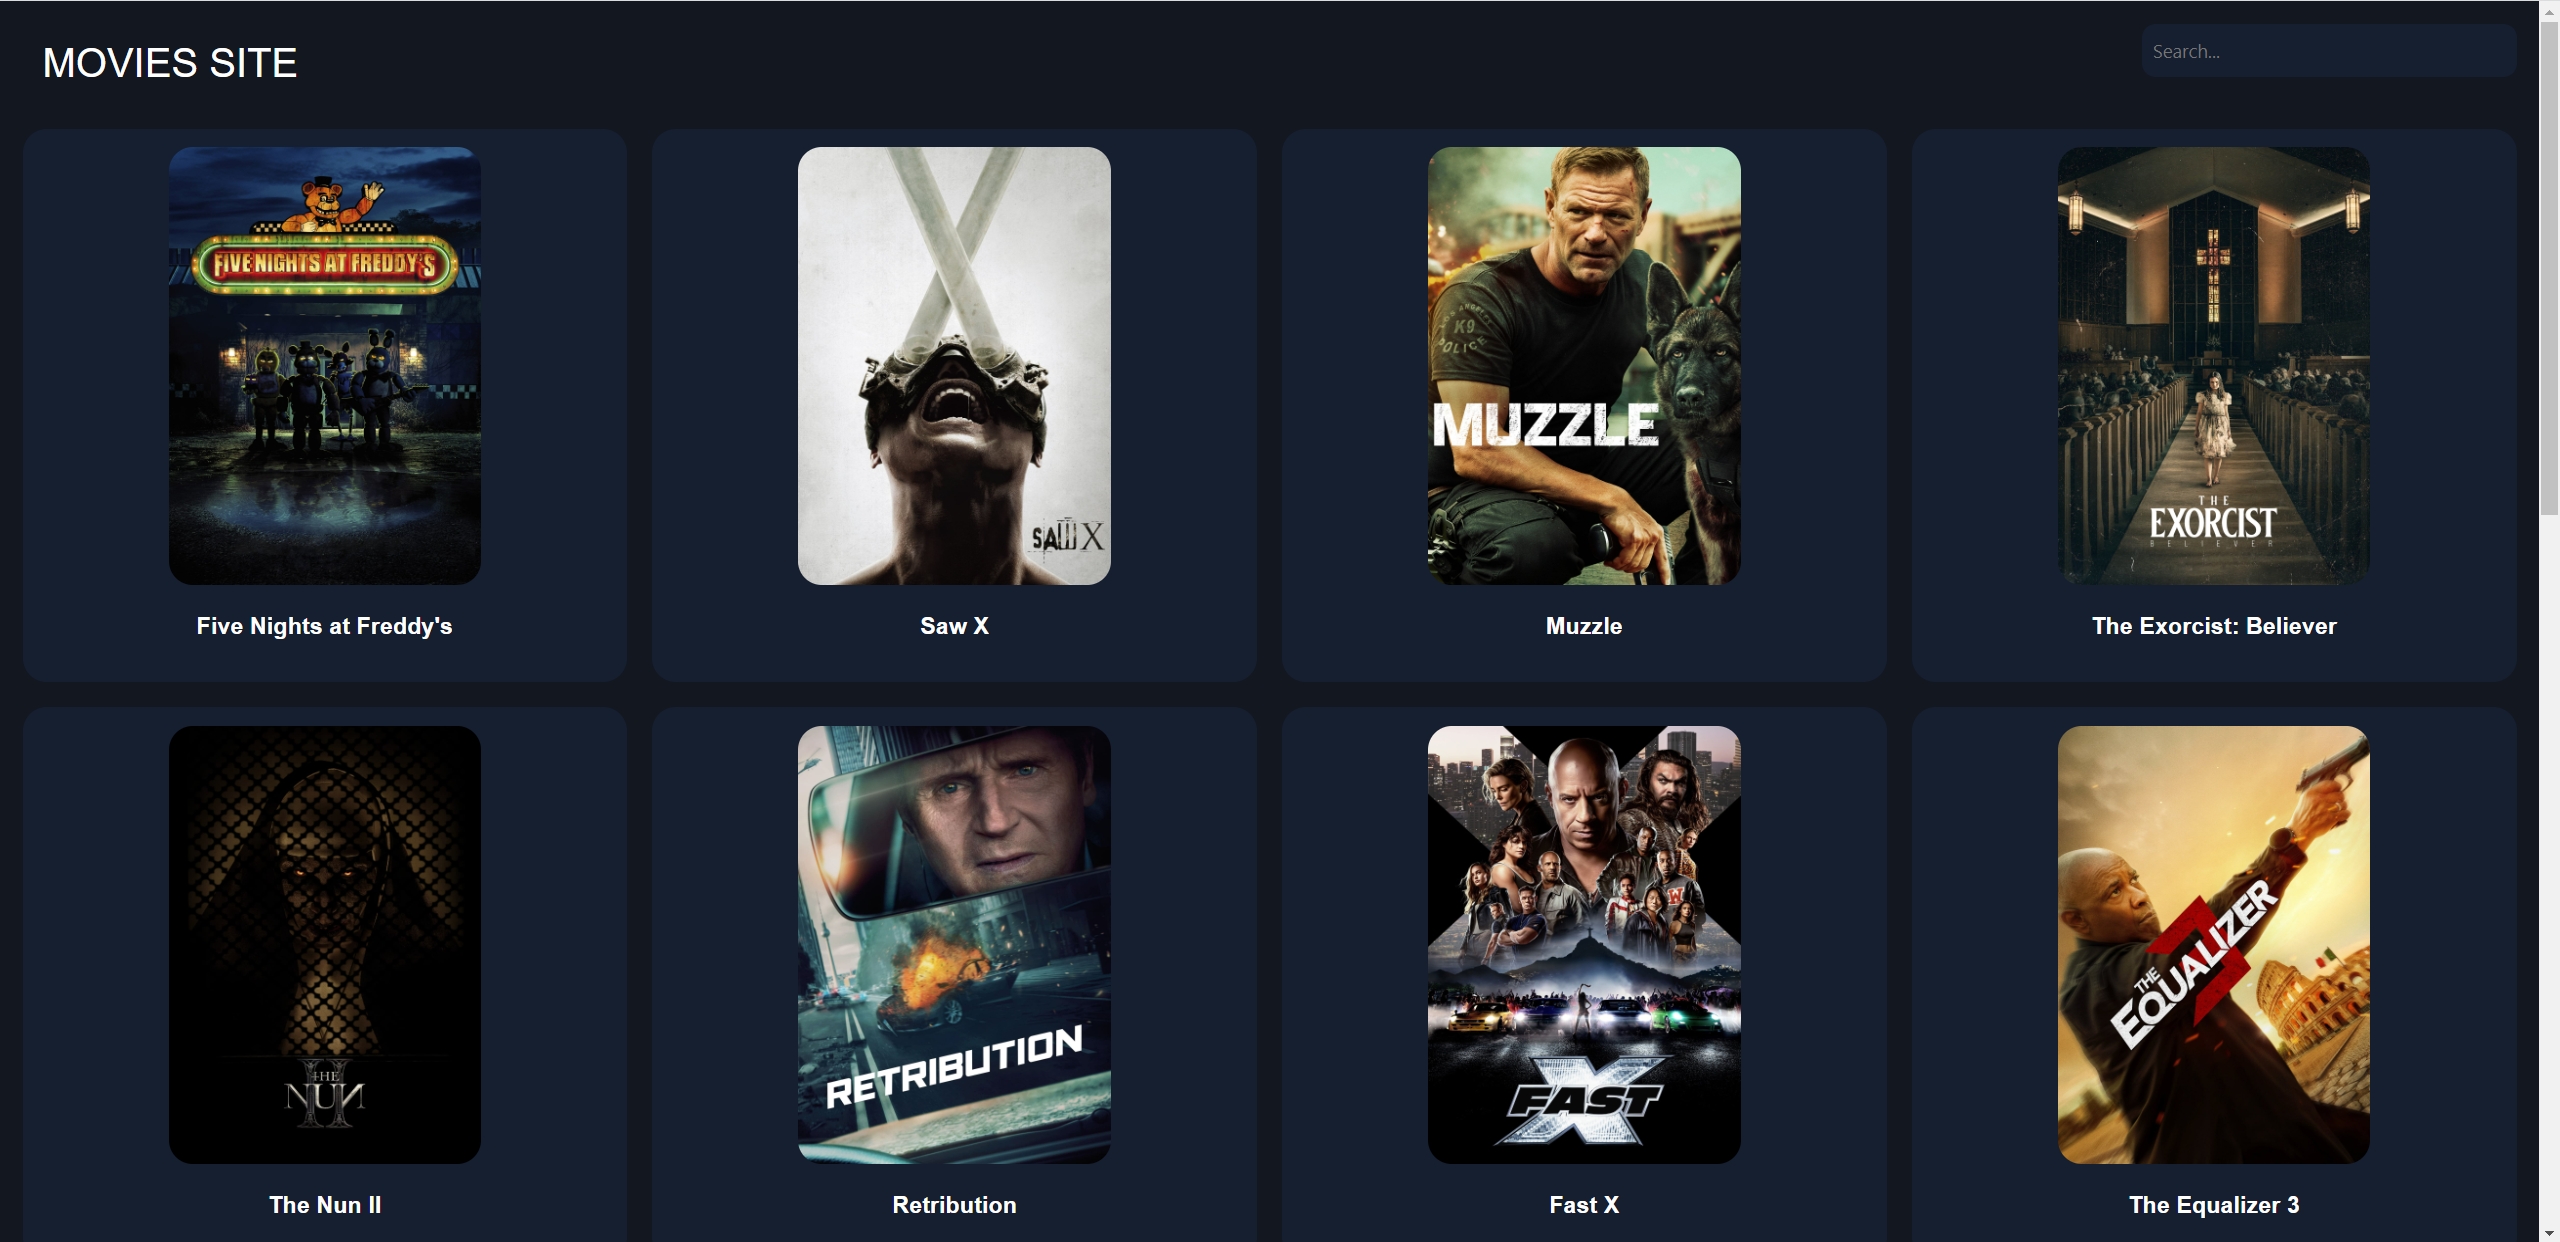 MOVIES SITE
Search...
FIVE NIGHTS AT FREDDY'S
SAW X
LOS ANGELES
K9
POLICE
MUZZLE
THE
EXORCIST
BELIEVER
Five Nights at Freddy's
Saw X
Muzzle
The Exorcist: Believer
THE
NUN
II
RETRIBUTION
W
FAST
X
THE
EQUALIZER
3
The Nun II
Retribution
Fast X
The Equalizer 3